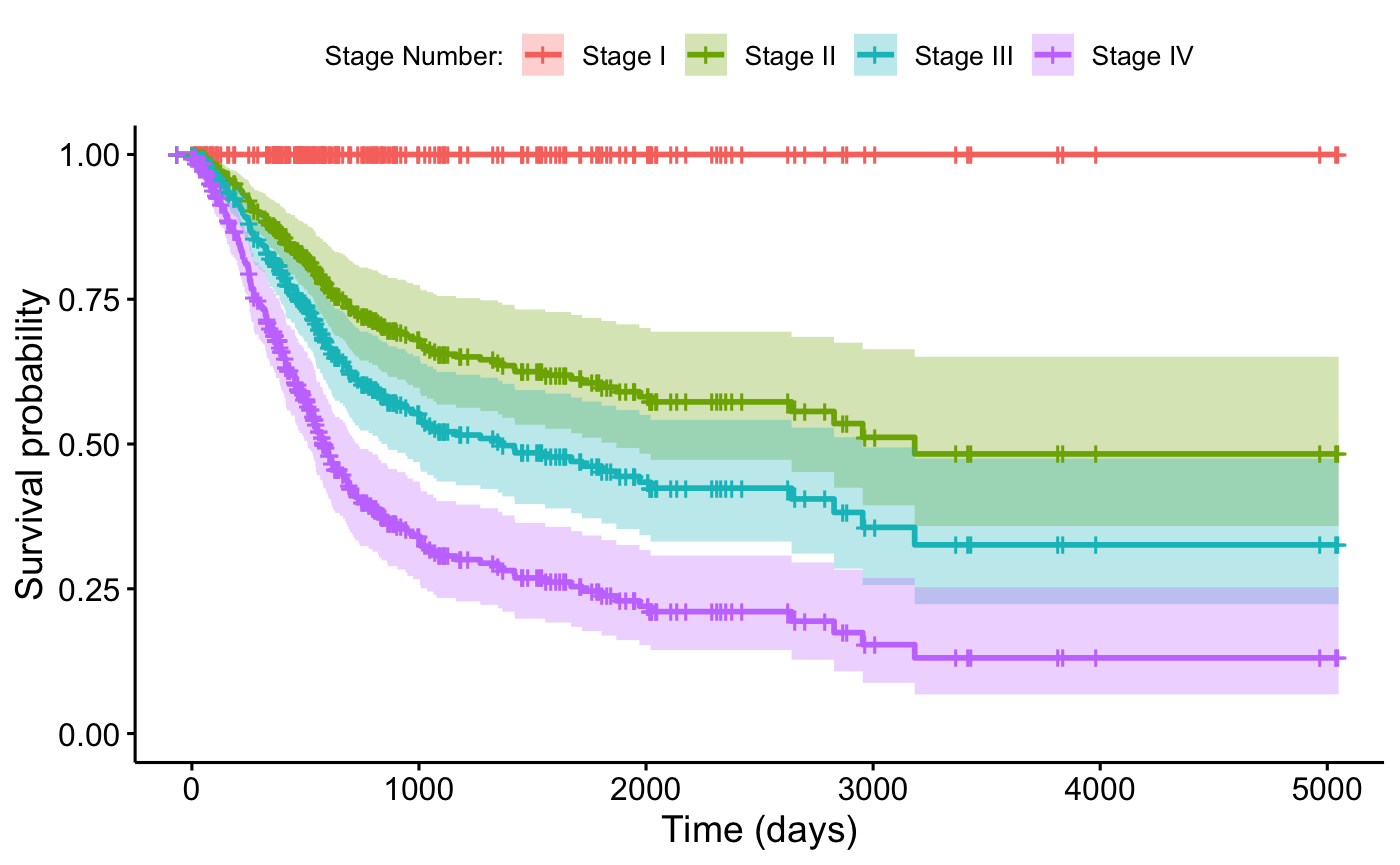 Stage Number: Stage I Stage II Stage III Stage IV
Survival probability
1.00
0.75
0.50
0.25
0.00
0 1000 2000 3000 4000 5000
Time (days)